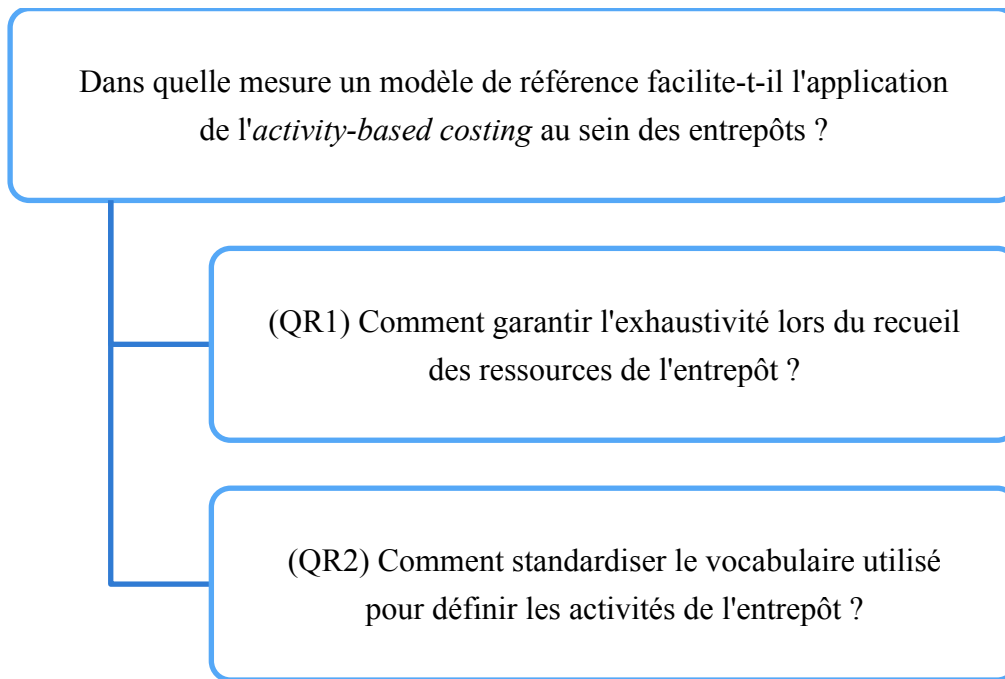 Dans quelle mesure un modèle de référence facilite-t-il l'application
de l'activity-based costing au sein des entrepôts ?
(QR1) Comment garantir l'exhaustivité lors du recueil
des ressources de l'entrepôt ?
(QR2) Comment standardiser le vocabulaire utilisé
pour définir les activités de l'entrepôt ?